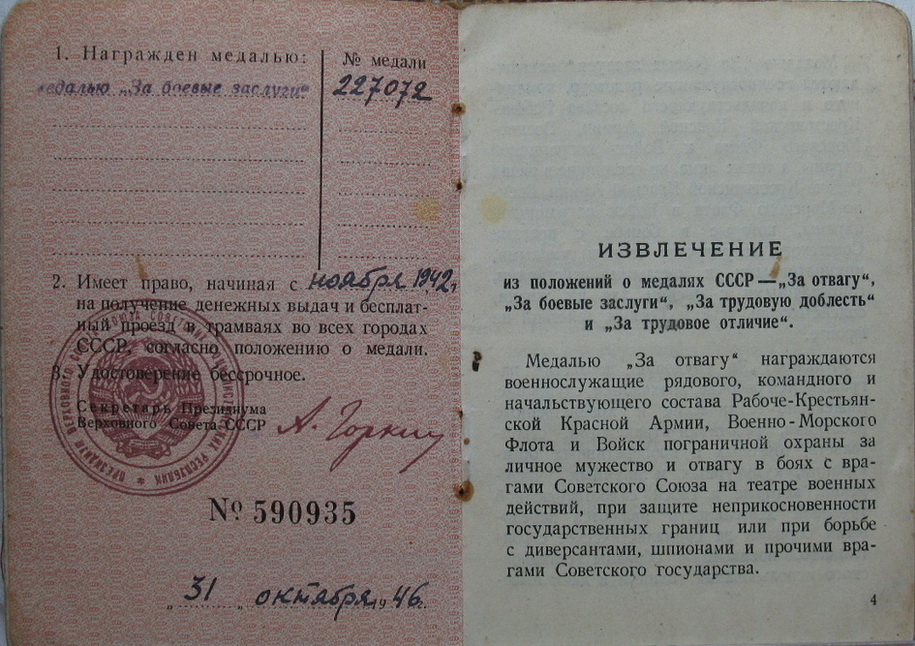 1. Награжден медалью:
№ медали
медалью „За боевые заслуги“
227072
2. Имеет право, начиная с ноября 1942 г.
на получение денежных выдач и бесплат-
ный проезд в трамваях во всех городах
СССР, согласно положению о медали.
3. Удостоверение бессрочное.
Секретарь Президиума
Верховного Совета СССР
А. Горкин
№ 590935
„31„ октября 1946.
ИЗВЛЕЧЕНИЕ
из положений о медалях СССР—„За отвагу“,
„За боевые заслуги“, „За трудовую доблесть“
и „За трудовое отличие“.
Медалью „За отвагу“ награждаются
военнослужащие рядового, командного и
начальствующего состава Рабоче-Крестьян-
ской Красной Армии, Военно-Морского
Флота и Войск пограничной охраны за
личное мужество и отвагу в боях с вра-
гами Советского Союза на театре военных
действий, при защите неприкосновенности
государственных границ или при борьбе
с диверсантами, шпионами и прочими вра-
гами Советского государства.
4